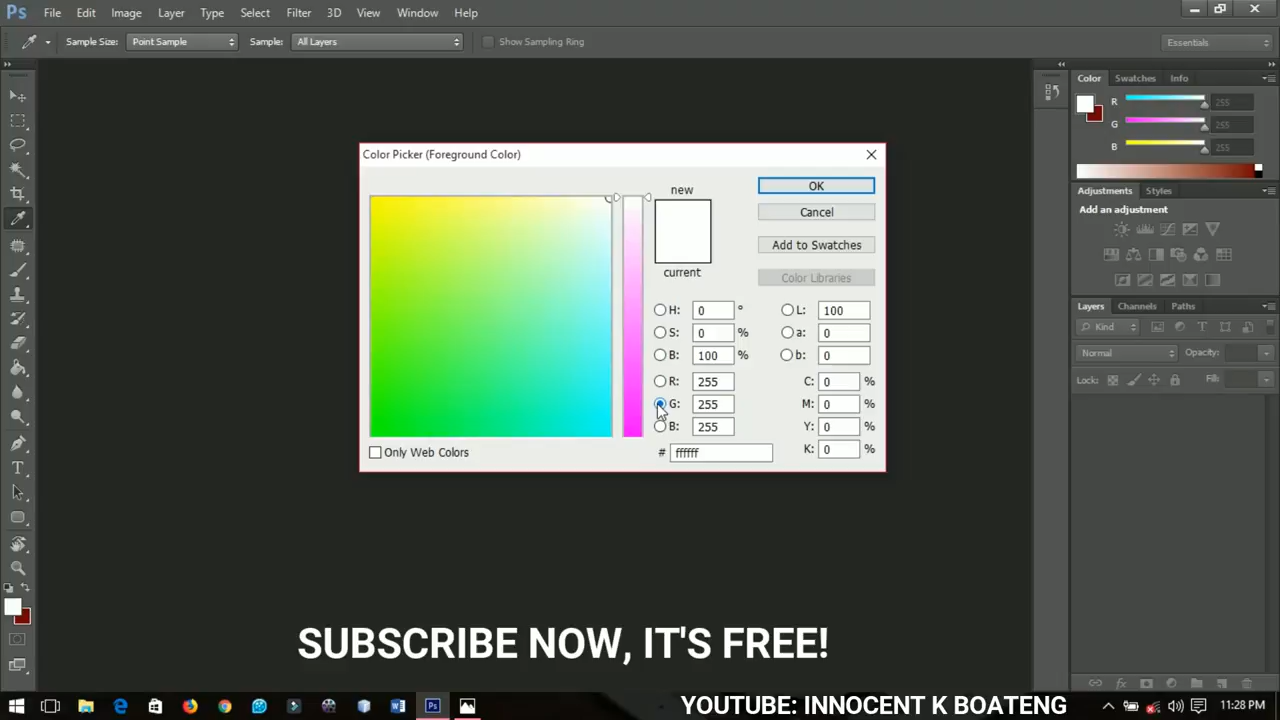 Ps File Edit Image Layer Type Select Filter 3D View Window Help
Sample Size: Point Sample Sample: All Layers Show Sampling Ring Essentials
Color Swatches Info
R 255
G 255
B 255
Adjustments Styles
Add an adjustment
Layers Channels Paths
Kind
Normal Opacity:
Lock: Fill:
Color Picker (Foreground Color)
new
current
OK
Cancel
Add to Swatches
Color Libraries
H: 0 ° L: 100
S: 0 % a: 0
B: 100 % b: 0
R: 255 C: 0 %
G: 255 M: 0 %
B: 255 Y: 0 %
# ffffff K: 0 %
Only Web Colors
SUBSCRIBE NOW, IT'S FREE!
YOUTUBE: INNOCENT K BOATENG
11:28 PM